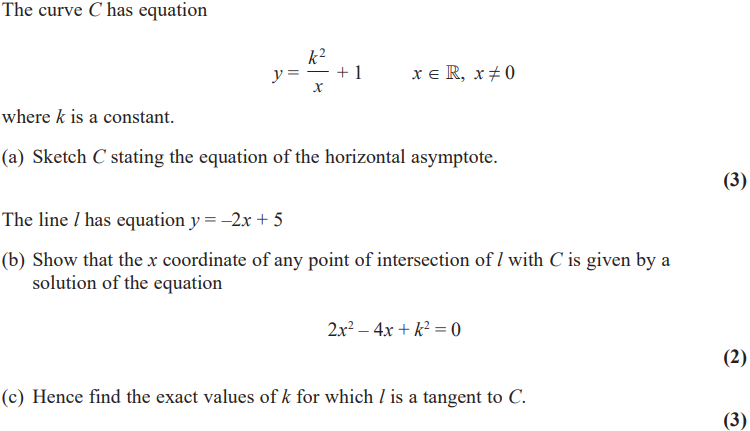 The curve C has equation
y = k²/x + 1    x ∈ ℝ, x ≠ 0
where k is a constant.
(a) Sketch C stating the equation of the horizontal asymptote.
(3)
The line l has equation y = –2x + 5
(b) Show that the x coordinate of any point of intersection of l with C is given by a
solution of the equation
2x² – 4x + k² = 0
(2)
(c) Hence find the exact values of k for which l is a tangent to C.
(3)